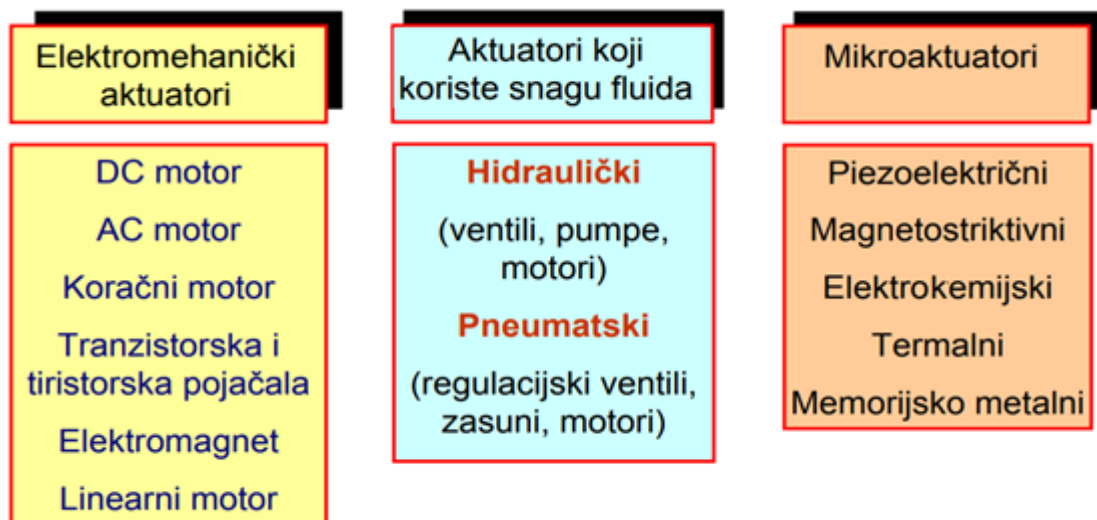 Elektromehanički
aktuatori
DC motor
AC motor
Koračni motor
Tranzistorska i
tiristorska pojačala
Elektromagnet
Linearni motor
Aktuatori koji
koriste snagu fluida
Hidraulički
(ventili, pumpe,
motori)
Pneumatski
(regulacijski ventili,
zasuni, motori)
Mikroaktuatori
Piezoelektrični
Magnetostriktivni
Elektrokemijski
Termalni
Memorijsko metalni